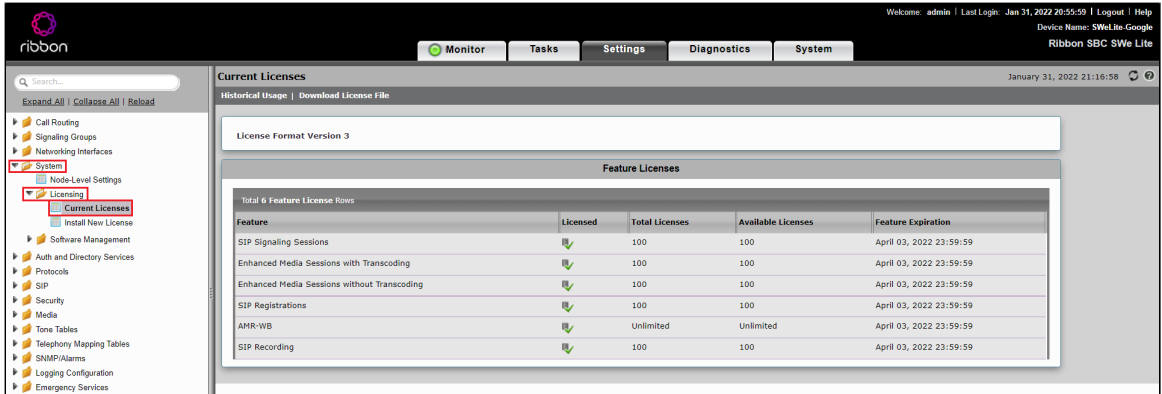 Welcome: admin | Last Login: Jan 31, 2022 20:55:59 | Logout | Help
Device Name: SWeLite-Google
Ribbon SBC SWe Lite
ribbon
Monitor Tasks Settings Diagnostics System
Search...
Expand All | Collapse All | Reload
Call Routing
Signaling Groups
Networking Interfaces
System
Node-Level Settings
Licensing
Current Licenses
Install New License
Software Management
Auth and Directory Services
Protocols
SIP
Security
Media
Tone Tables
Telephony Mapping Tables
SNMP/Alarms
Logging Configuration
Emergency Services
Current Licenses January 31, 2022 21:16:58
Historical Usage | Download License File
License Format Version 3
Feature Licenses
Total 6 Feature License Rows
Feature Licensed Total Licenses Available Licenses Feature Expiration
SIP Signaling Sessions 100 100 April 03, 2022 23:59:59
Enhanced Media Sessions with Transcoding 100 100 April 03, 2022 23:59:59
Enhanced Media Sessions without Transcoding 100 100 April 03, 2022 23:59:59
SIP Registrations 100 100 April 03, 2022 23:59:59
AMR-WB Unlimited Unlimited April 03, 2022 23:59:59
SIP Recording 100 100 April 03, 2022 23:59:59